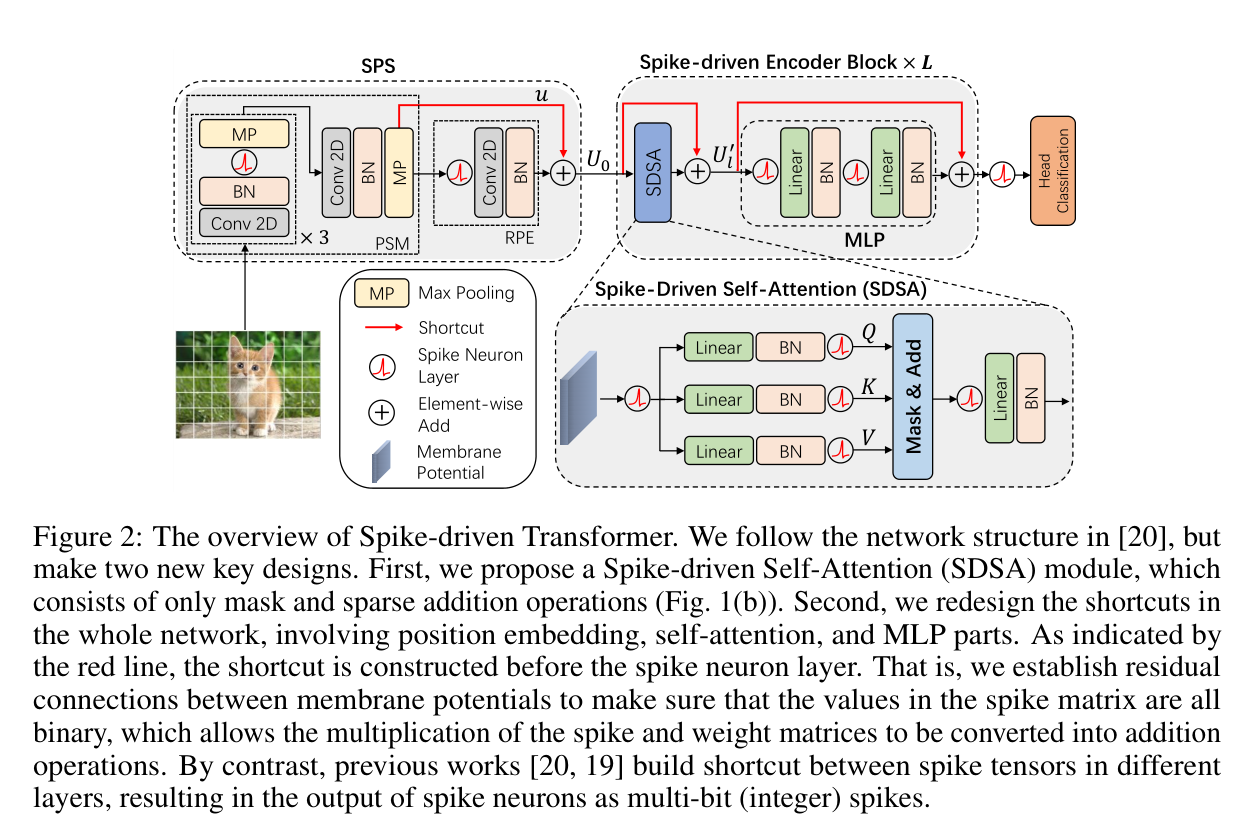 SPS
Spike-driven Encoder Block × L
u
MP
BN
Conv 2D
× 3
Conv 2D
BN
MP
PSM
Conv 2D
BN
RPE
U₀
SDSA
U′ₗ
Linear
BN
Linear
BN
MLP
Head
Classification
MP
Max Pooling
Shortcut
Spike Neuron
Layer
Element-wise
Add
Membrane
Potential
Spike-Driven Self-Attention (SDSA)
Linear
BN
Q
Linear
BN
K
Linear
BN
V
Mask & Add
Linear
BN
Figure 2: The overview of Spike-driven Transformer. We follow the network structure in [20], but
make two new key designs. First, we propose a Spike-driven Self-Attention (SDSA) module, which
consists of only mask and sparse addition operations (Fig. 1(b)). Second, we redesign the shortcuts in
the whole network, involving position embedding, self-attention, and MLP parts. As indicated by
the red line, the shortcut is constructed before the spike neuron layer. That is, we establish residual
connections between membrane potentials to make sure that the values in the spike matrix are all
binary, which allows the multiplication of the spike and weight matrices to be converted into addition
operations. By contrast, previous works [20, 19] build shortcut between spike tensors in different
layers, resulting in the output of spike neurons as multi-bit (integer) spikes.